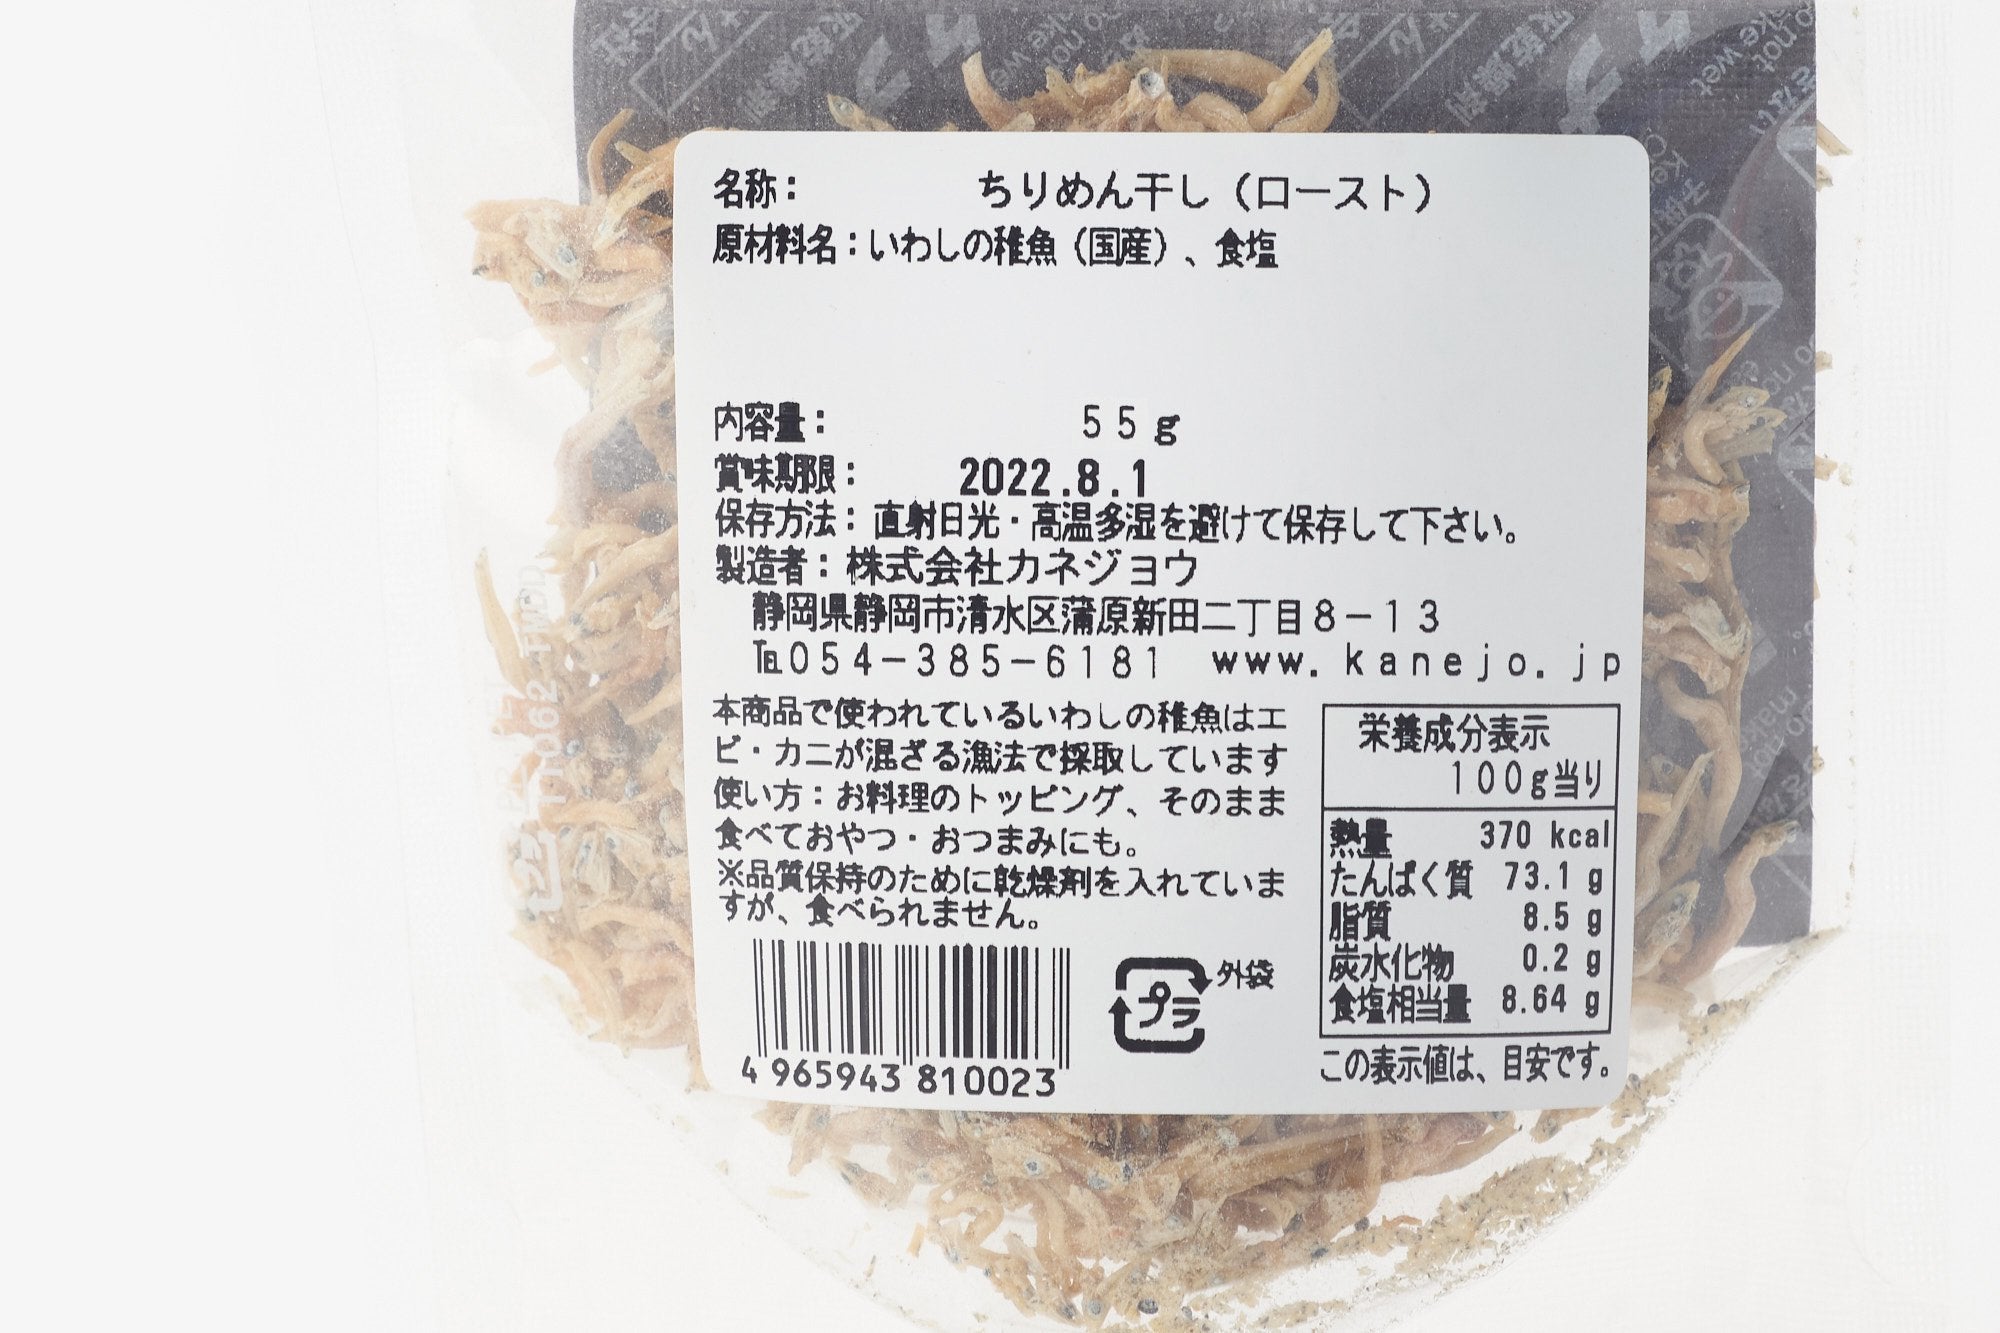 名称： ちりめん干し（ロースト）
原材料名：いわしの稚魚（国産）、食塩
内容量： 55g
賞味期限： 2022.8.1
保存方法：直射日光・高温多湿を避けて保存して下さい。
製造者：株式会社カネジョウ
静岡県静岡市清水区蒲原新田二丁目8－13
℡054－385－6181 www.kanejo.jp
本商品で使われているいわしの稚魚はエ
ビ・カニが混ざる漁法で採取しています
使い方：お料理のトッピング、そのまま
食べておやつ・おつまみにも。
※品質保持のために乾燥剤を入れていま
すが、食べられません。
栄養成分表示
100g当り
熱量 370 kcal
たんぱく質 73.1 g
脂質 8.5 g
炭水化物 0.2 g
食塩相当量 8.64 g
この表示値は、目安です。
プラ 外袋
4 965943 810023